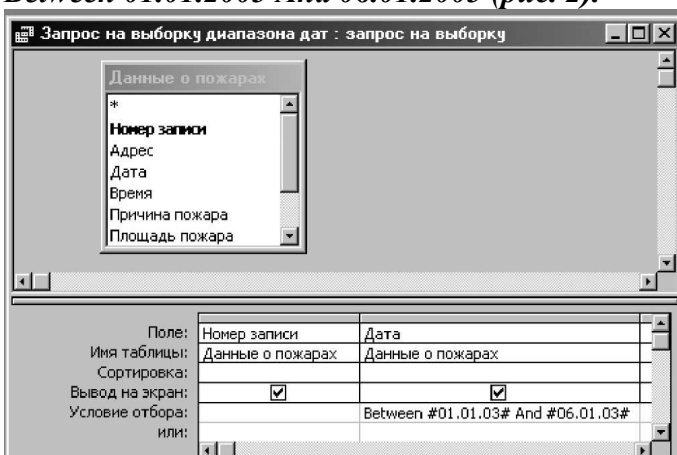 Between 01.01.2003 And 06.01.2003 (рис. 2).
Запрос на выборку диапазона дат : запрос на выборку
Данные о пожарах
*
Номер записи
Адрес
Дата
Время
Причина пожара
Площадь пожара
Поле: Номер записи Дата
Имя таблицы: Данные о пожарах Данные о пожарах
Сортировка:
Вывод на экран:
Условие отбора: Between #01.01.03# And #06.01.03#
или: